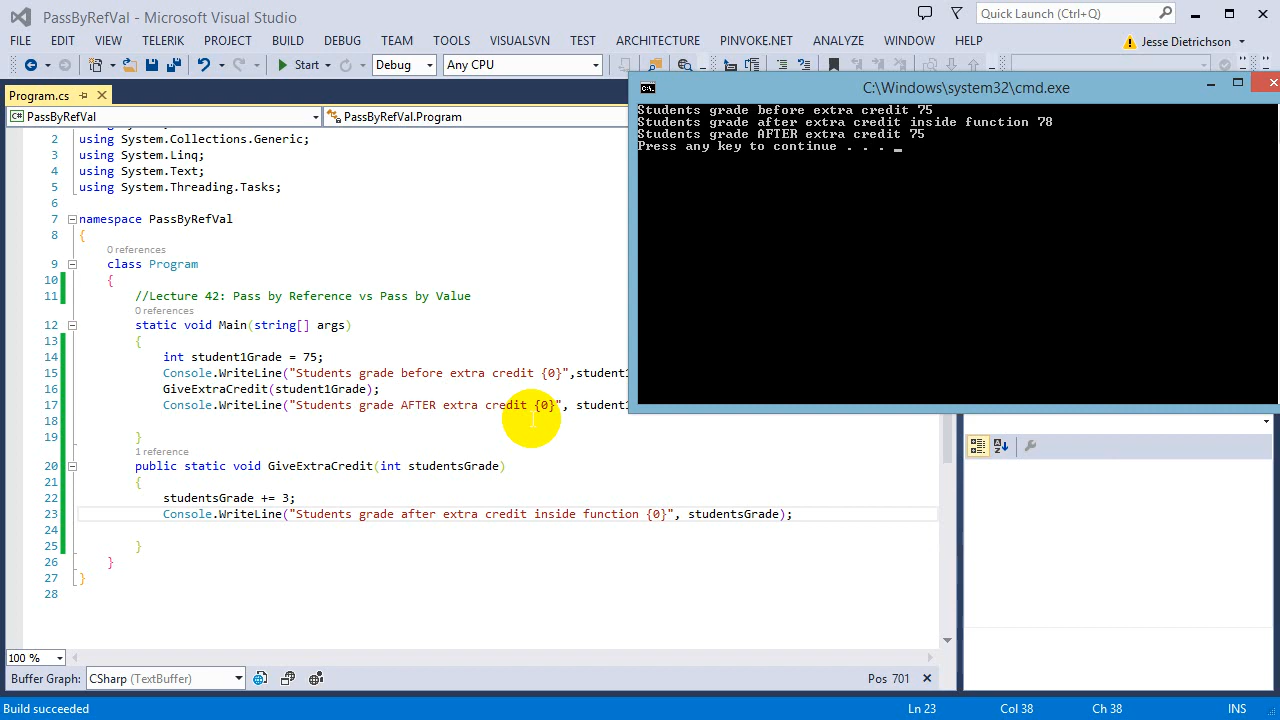 PassByRefVal - Microsoft Visual Studio
Quick Launch (Ctrl+Q)
FILE EDIT VIEW TELERIK PROJECT BUILD DEBUG TEAM TOOLS VISUALSVN TEST ARCHITECTURE PINVOKE.NET ANALYZE WINDOW HELP Jesse Dietrichson
Start Debug Any CPU
Program.cs
PassByRefVal PassByRefVal.Program
C:\Windows\system32\cmd.exe
Students grade before extra credit 75
Students grade after extra credit inside function 78
Students grade AFTER extra credit 75
Press any key to continue . . . _
2 using System.Collections.Generic;
3 using System.Linq;
4 using System.Text;
5 using System.Threading.Tasks;
6
7 namespace PassByRefVal
8 {
0 references
9 class Program
10 {
11 //Lecture 42: Pass by Reference vs Pass by Value
0 references
12 static void Main(string[] args)
13 {
14 int student1Grade = 75;
15 Console.WriteLine("Students grade before extra credit {0}",student1
16 GiveExtraCredit(student1Grade);
17 Console.WriteLine("Students grade AFTER extra credit {0}", student1
18
19 }
1 reference
20 public static void GiveExtraCredit(int studentsGrade)
21 {
22 studentsGrade += 3;
23 Console.WriteLine("Students grade after extra credit inside function {0}", studentsGrade);
24
25 }
26 }
27 }
28
100 %
Buffer Graph: CSharp (TextBuffer) Pos 701
Build succeeded Ln 23 Col 38 Ch 38 INS